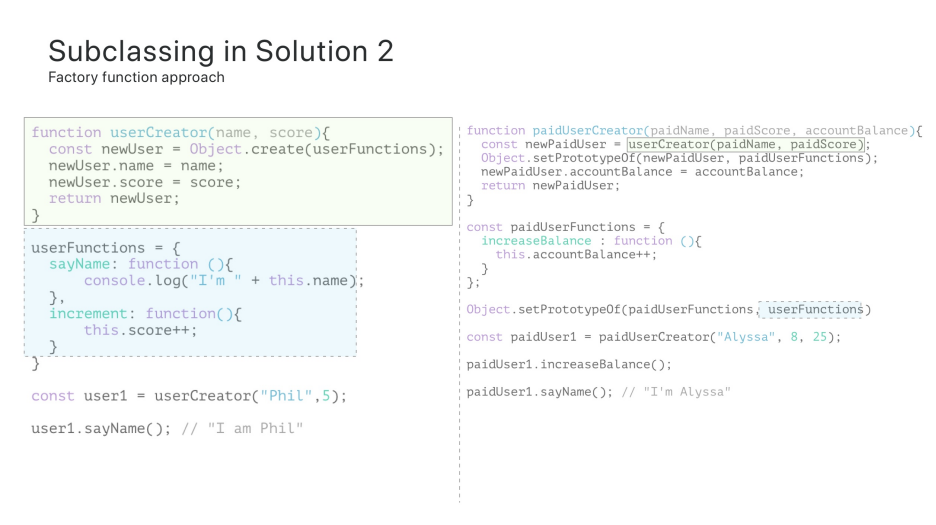 Subclassing in Solution 2
Factory function approach
function userCreator(name, score){
  const newUser = Object.create(userFunctions);
  newUser.name = name;
  newUser.score = score;
  return newUser;
}
userFunctions = {
  sayName: function (){
      console.log("I'm " + this.name);
  },
  increment: function(){
      this.score++;
  }
}
const user1 = userCreator("Phil",5);
user1.sayName(); // "I am Phil"
function paidUserCreator(paidName, paidScore, accountBalance){
  const newPaidUser = userCreator(paidName, paidScore);
  Object.setPrototypeOf(newPaidUser, paidUserFunctions);
  newPaidUser.accountBalance = accountBalance;
  return newPaidUser;
}
const paidUserFunctions = {
  increaseBalance : function (){
    this.accountBalance++;
  }
};
Object.setPrototypeOf(paidUserFunctions, userFunctions)
const paidUser1 = paidUserCreator("Alyssa", 8, 25);
paidUser1.increaseBalance();
paidUser1.sayName(); // "I'm Alyssa"